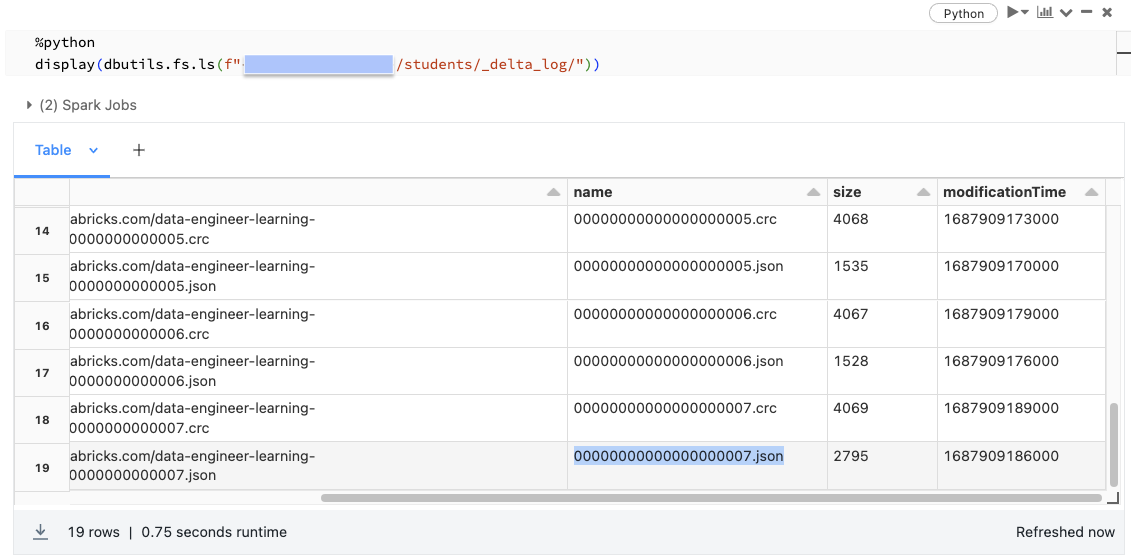 Python
%python
display(dbutils.fs.ls(f" /students/_delta_log/"))
(2) Spark Jobs
Table
name size modificationTime
14 abricks.com/data-engineer-learning- 00000000000000000005.crc 4068 1687909173000
0000000000005.crc
15 abricks.com/data-engineer-learning- 00000000000000000005.json 1535 1687909170000
0000000000005.json
16 abricks.com/data-engineer-learning- 00000000000000000006.crc 4067 1687909179000
0000000000006.crc
17 abricks.com/data-engineer-learning- 00000000000000000006.json 1528 1687909176000
0000000000006.json
18 abricks.com/data-engineer-learning- 00000000000000000007.crc 4069 1687909189000
0000000000007.crc
19 abricks.com/data-engineer-learning- 00000000000000000007.json 2795 1687909186000
0000000000007.json
19 rows | 0.75 seconds runtime Refreshed now